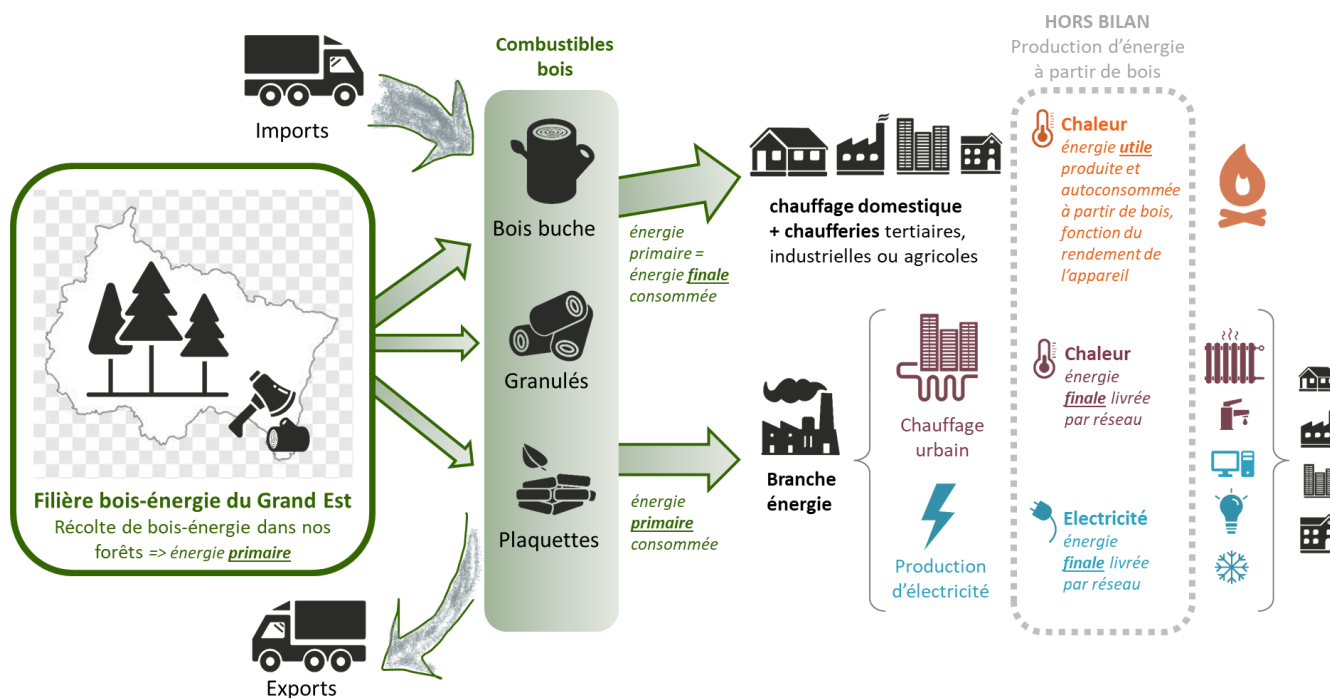 Imports
Filière bois-énergie du Grand Est
Récolte de bois-énergie dans nos
forêts => énergie primaire
Exports
Combustibles
bois
Bois buche
Granulés
Plaquettes
énergie
primaire =
énergie finale
consommée
énergie
primaire
consommée
chauffage domestique
+ chaufferies tertiaires,
industrielles ou agricoles
Branche
énergie
Chauffage
urbain
Production
d’électricité
HORS BILAN
Production d’énergie
à partir de bois
Chaleur
énergie utile
produite et
autoconsommée
à partir de bois,
fonction du
rendement de
l’appareil
Chaleur
énergie
finale livrée
par réseau
Electricité
énergie
finale livrée
par réseau